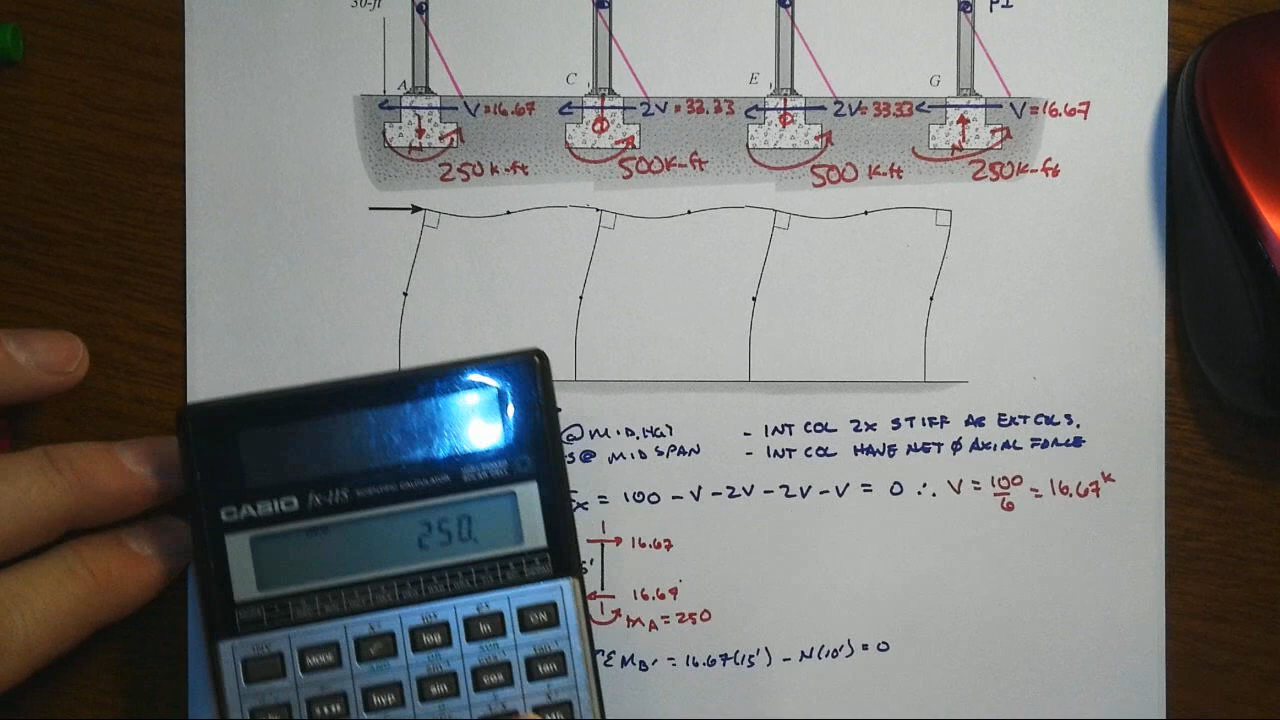 30-ft PI
A C E G
V=16.67 2V=33.33 2V=33.33 V=16.67
N φ φ N
250k-ft 500k-ft 500 k-ft 250k-ft
@ MID.HGT - INT COL 2X STIFF AS EXT COLS.
S@ MID SPAN - INT COL HAVE NET φ AXIAL FORCE
x = 100 - V - 2V - 2V - V = 0 ∴ V = 100/6 = 16.67k
16.67
5'
16.67
MA = 250
ΣMB' = 16.67(15') - N(10') = 0
CASIO fx-115 SCIENTIFIC CALCULATOR
250.
MODE log ln ON
hyp sin cos tan